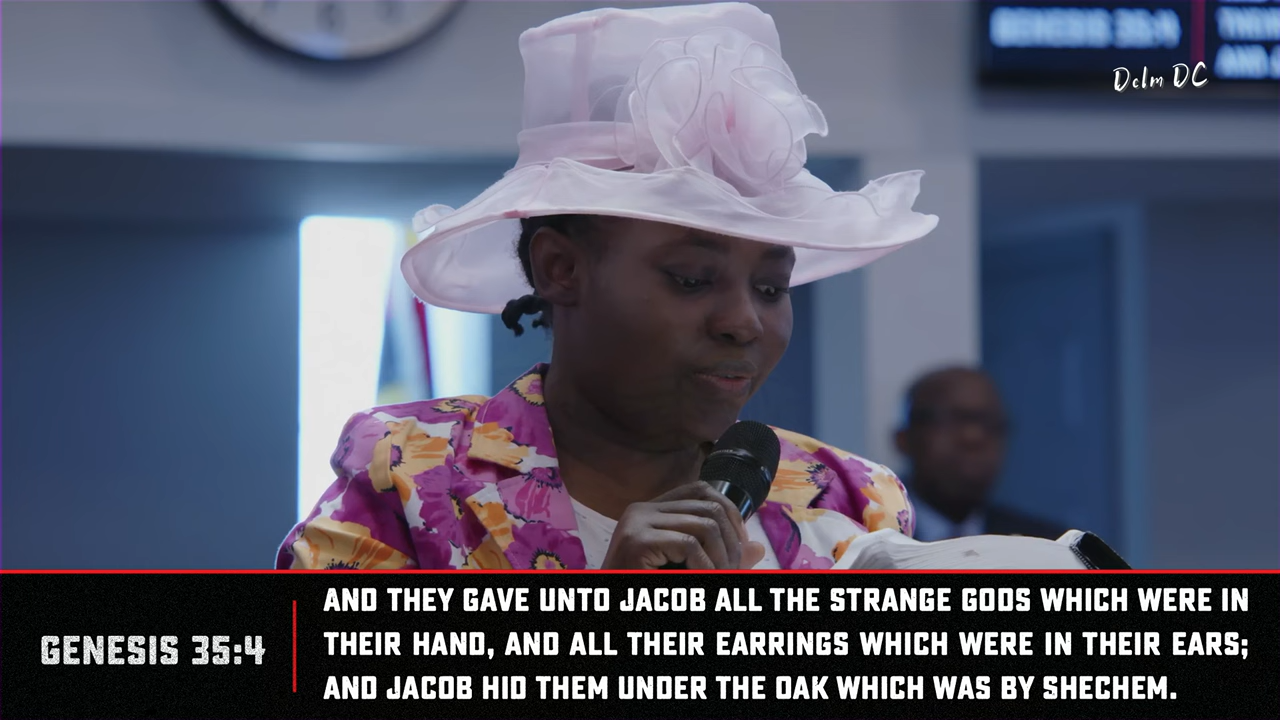 GENESIS 35:4
Dclm DC
GENESIS 35:4
AND THEY GAVE UNTO JACOB ALL THE STRANGE GODS WHICH WERE IN
THEIR HAND, AND ALL THEIR EARRINGS WHICH WERE IN THEIR EARS;
AND JACOB HID THEM UNDER THE OAK WHICH WAS BY SHECHEM.